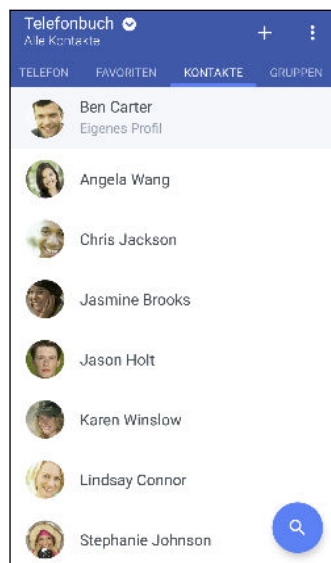 Telefonbuch
Alle Kontakte
TELEFON FAVORITEN KONTAKTE GRUPPEN
Ben Carter
Eigenes Profil
Angela Wang
Chris Jackson
Jasmine Brooks
Jason Holt
Karen Winslow
Lindsay Connor
Stephanie Johnson